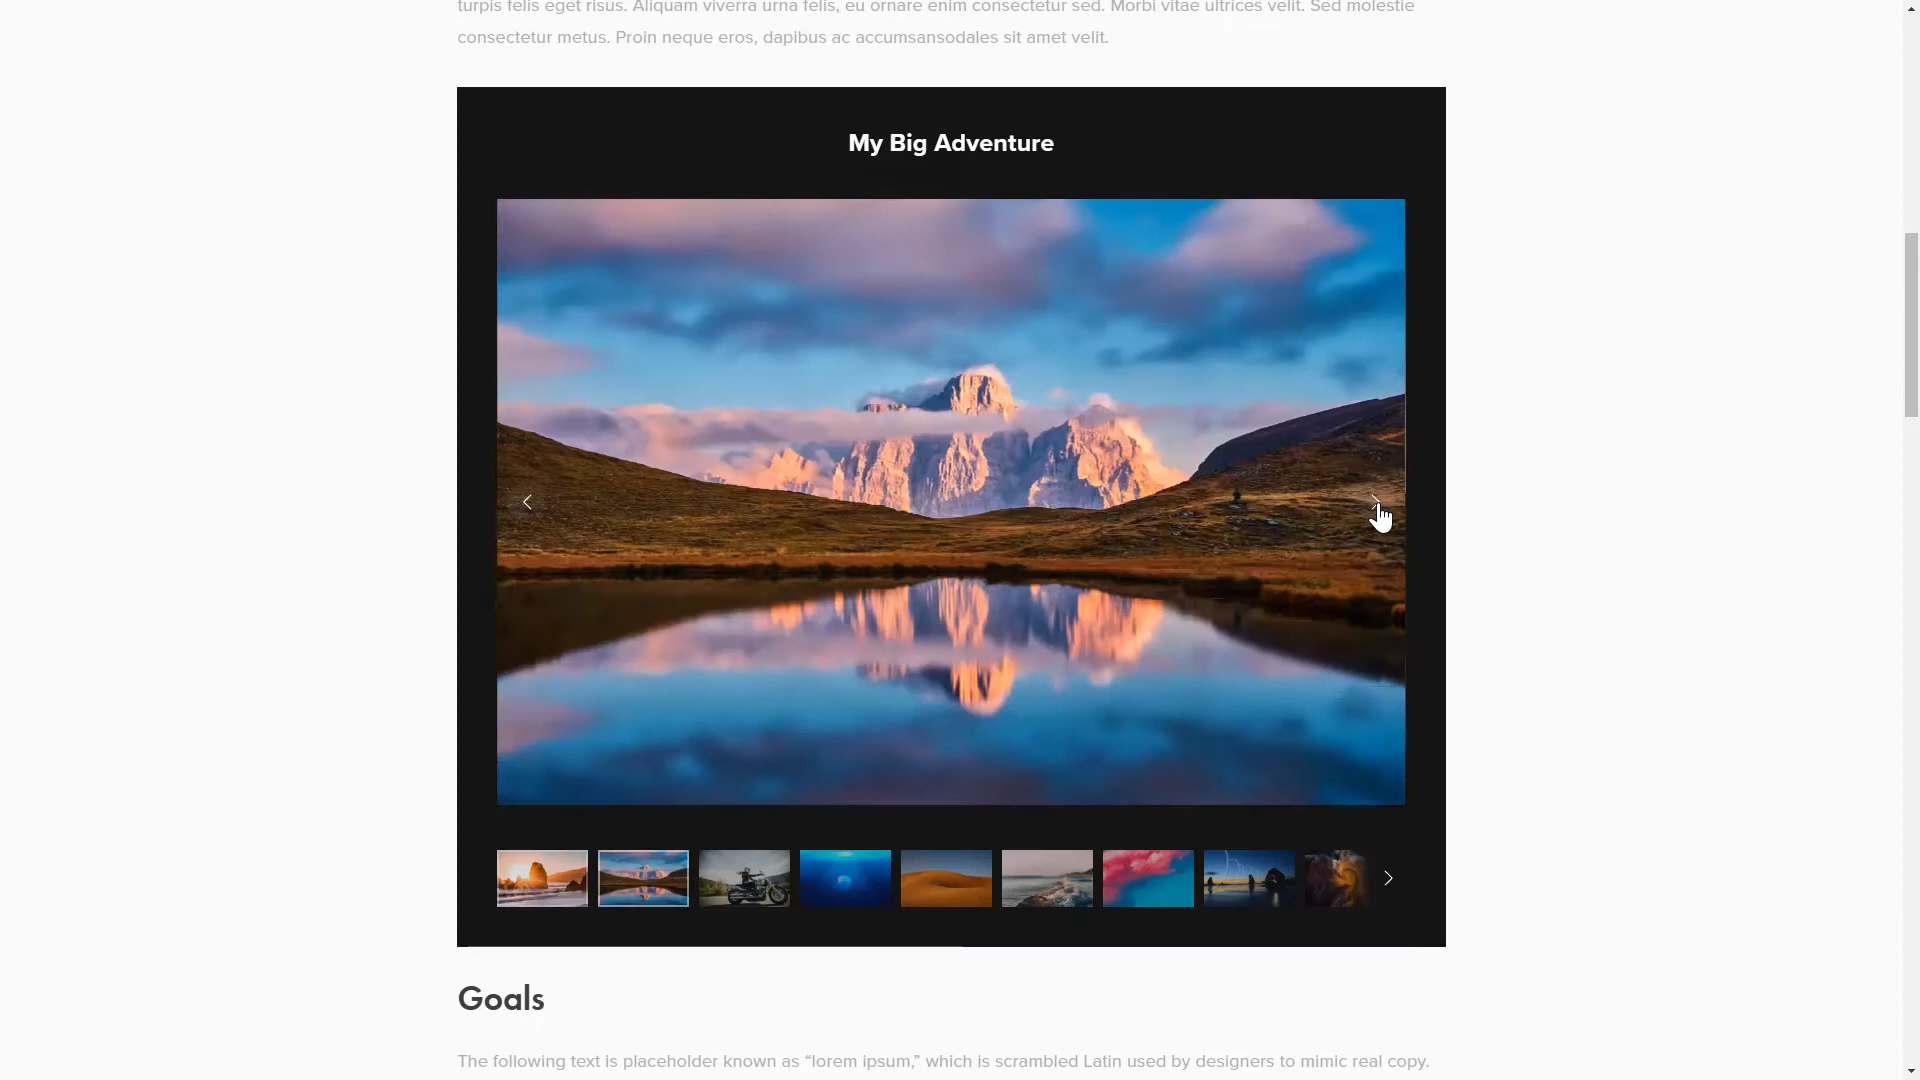 turpis felis eget risus. Aliquam viverra urna felis, eu ornare enim consectetur sed. Morbi vitae ultrices velit. Sed molestie
consectetur metus. Proin neque eros, dapibus ac accumsansodales sit amet velit.
My Big Adventure
Goals
The following text is placeholder known as “lorem ipsum,” which is scrambled Latin used by designers to mimic real copy.